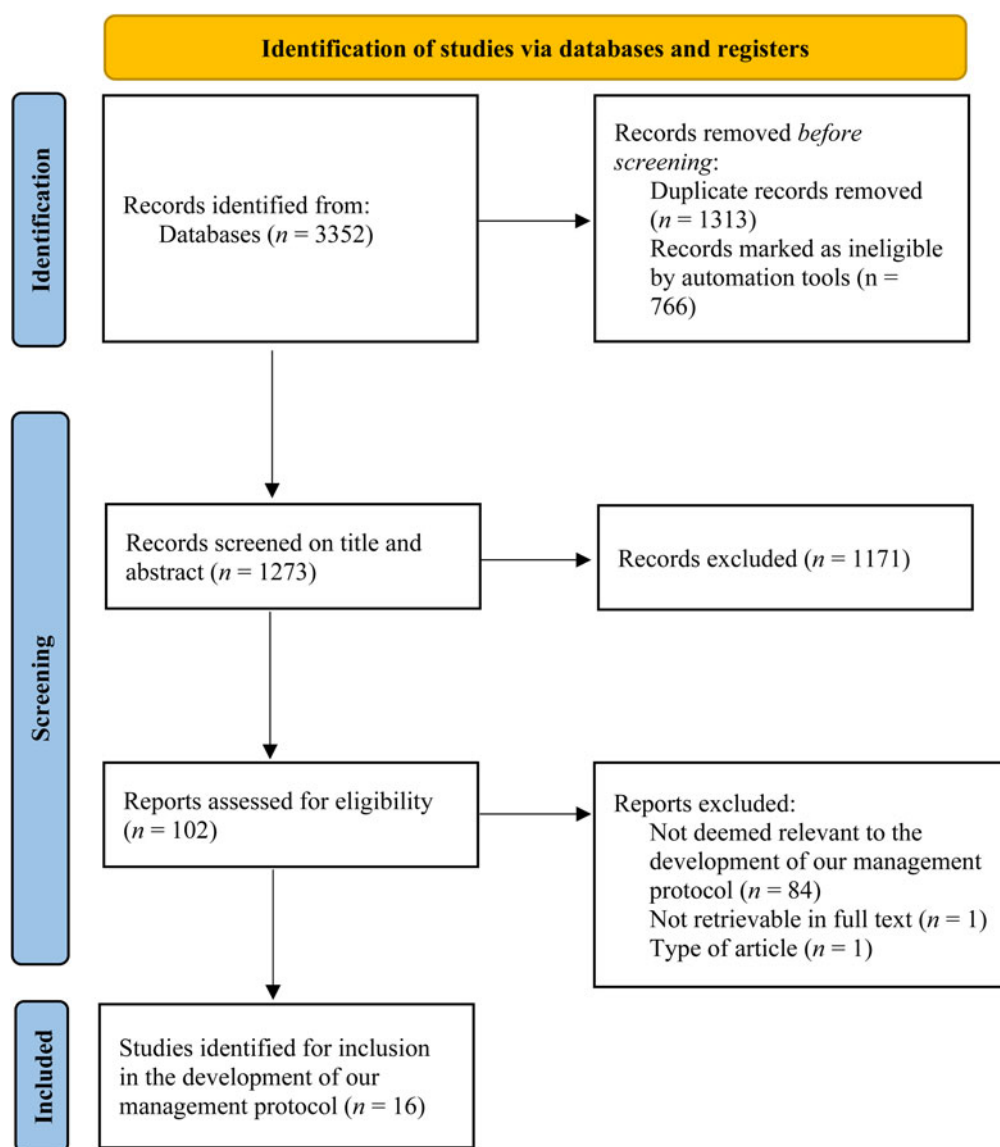 Identification of studies via databases and registers
Identification
Records identified from:
Databases (n = 3352)
Records removed before
screening:
Duplicate records removed
(n = 1313)
Records marked as ineligible
by automation tools (n =
766)
Screening
Records screened on title and
abstract (n = 1273)
Records excluded (n = 1171)
Reports assessed for eligibility
(n = 102)
Reports excluded:
Not deemed relevant to the
development of our management
protocol (n = 84)
Not retrievable in full text (n = 1)
Type of article (n = 1)
Included
Studies identified for inclusion
in the development of our
management protocol (n = 16)